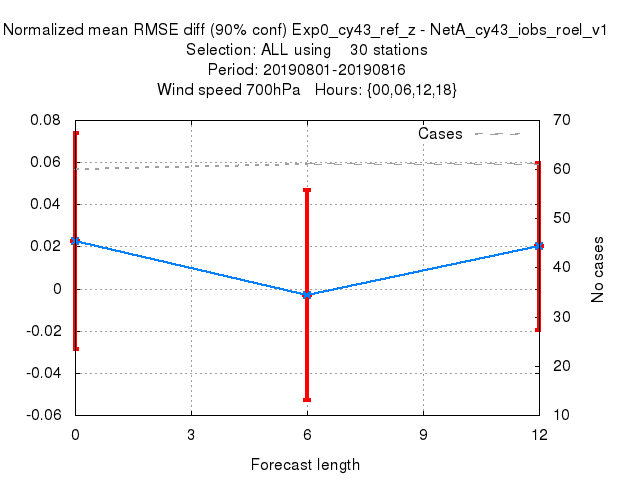 Normalized mean RMSE diff (90% conf) Exp0_cy43_ref_z - NetA_cy43_iobs_roel_v1
Selection: ALL using    30 stations
Period: 20190801-20190816
Wind speed 700hPa   Hours: {00,06,12,18}
0.08
0.06
0.04
0.02
0
-0.02
-0.04
-0.06
Cases
70
60
50
40
30
20
10
No cases
0 3 6 9 12
Forecast length